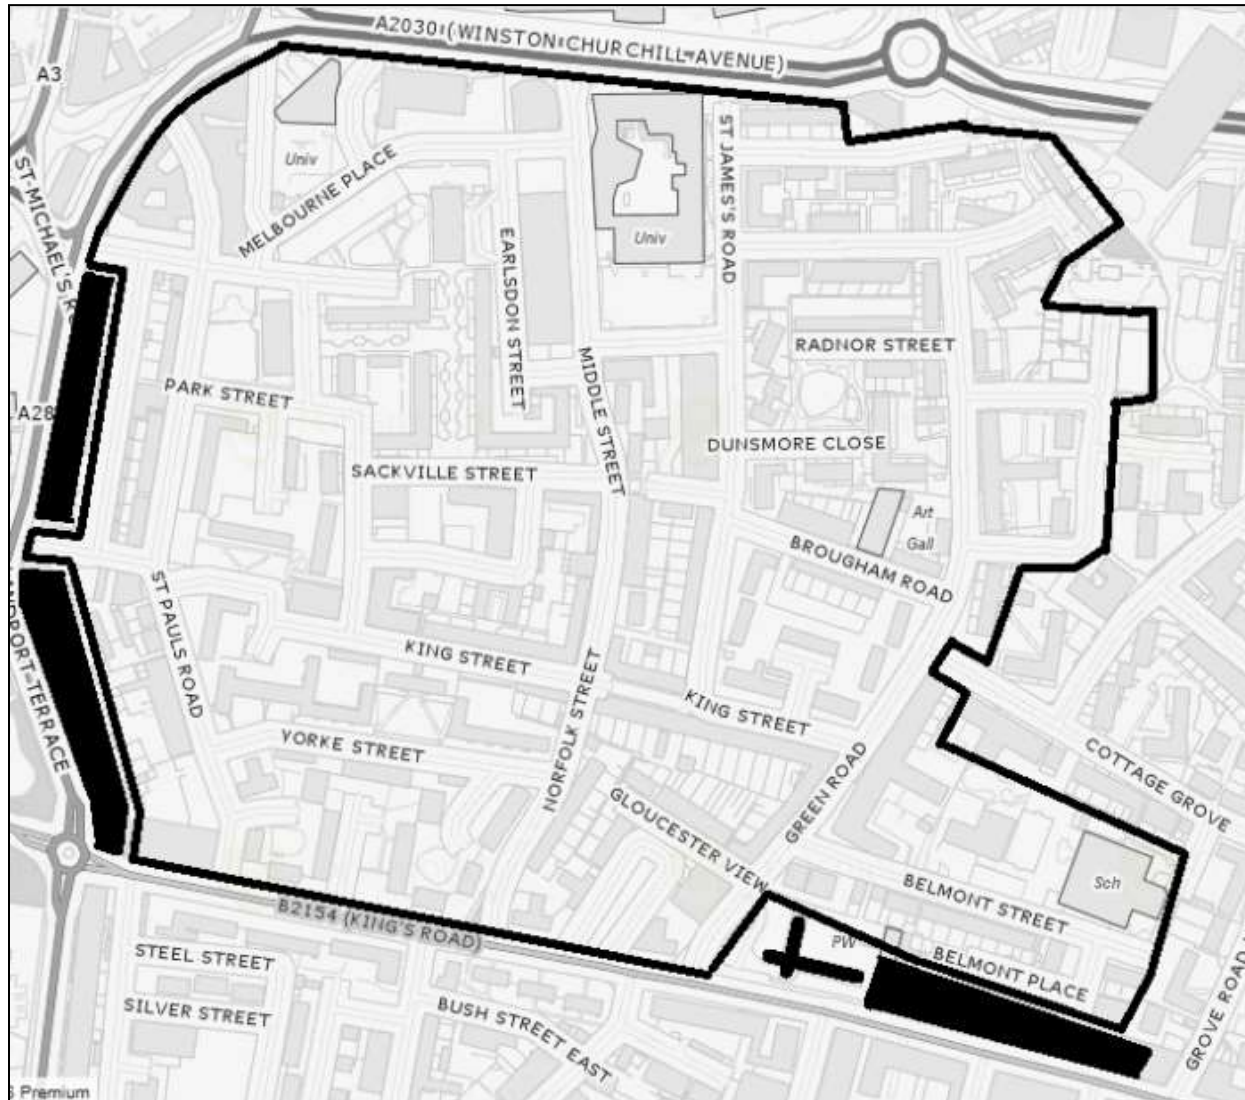 A2030 (WINSTON CHURCHILL AVENUE)
A3
Univ
MELBOURNE PLACE
ST JAMES'S ROAD
ST MICHAEL'S R
Univ
EARLSDON STREET
RADNOR STREET
MIDDLE STREET
PARK STREET
A28
DUNSMORE CLOSE
SACKVILLE STREET
Art
Gall
BROUGHAM ROAD
ST PAULS ROAD
TERRACE
KING STREET
NORFOLK STREET
KING STREET
YORKE STREET
COTTAGE GROVE
GREEN ROAD
GLOUCESTER VIEW
BELMONT STREET
Sch
B2154 (KING'S ROAD)
PW
BELMONT PLACE
STEEL STREET
SILVER STREET
BUSH STREET EAST
GROVE ROAD
Premium